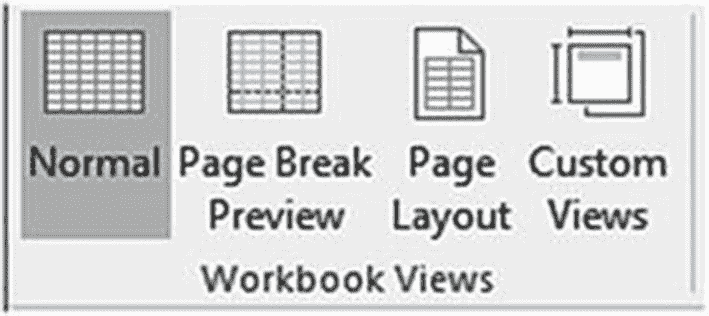 Normal
Page Break
Preview
Page
Layout
Custom
Views
Workbook Views